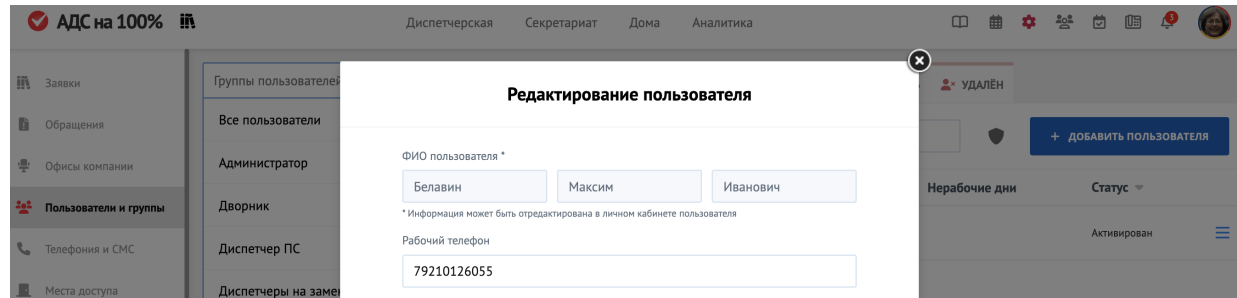 АДС на 100%
Диспетчерская Секретариат Дома Аналитика
3
Заявки
Обращения
Офисы компании
Пользователи и группы
Телефония и СМС
Места доступа
Группы пользователей
Все пользователи
Администратор
Дворник
Диспетчер ПС
Диспетчеры на
Редактирование пользователя
ФИО пользователя *
Белавин Максим Иванович
* Информация может быть отредактирована в личном кабинете пользователя
Рабочий телефон
79210126055
УДАЛЁН
+ ДОБАВИТЬ ПОЛЬЗОВАТЕЛЯ
Нерабочие дни Статус
Активирован